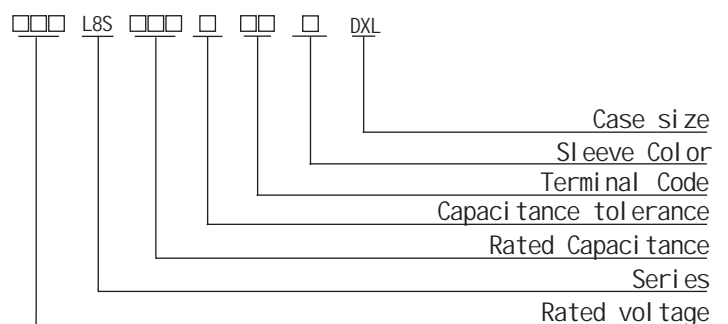 □□□ L8S □□□ □ □□ □ DXL
Case size
Sleeve Color
Terminal Code
Capacitance tolerance
Rated Capacitance
Series
Rated voltage